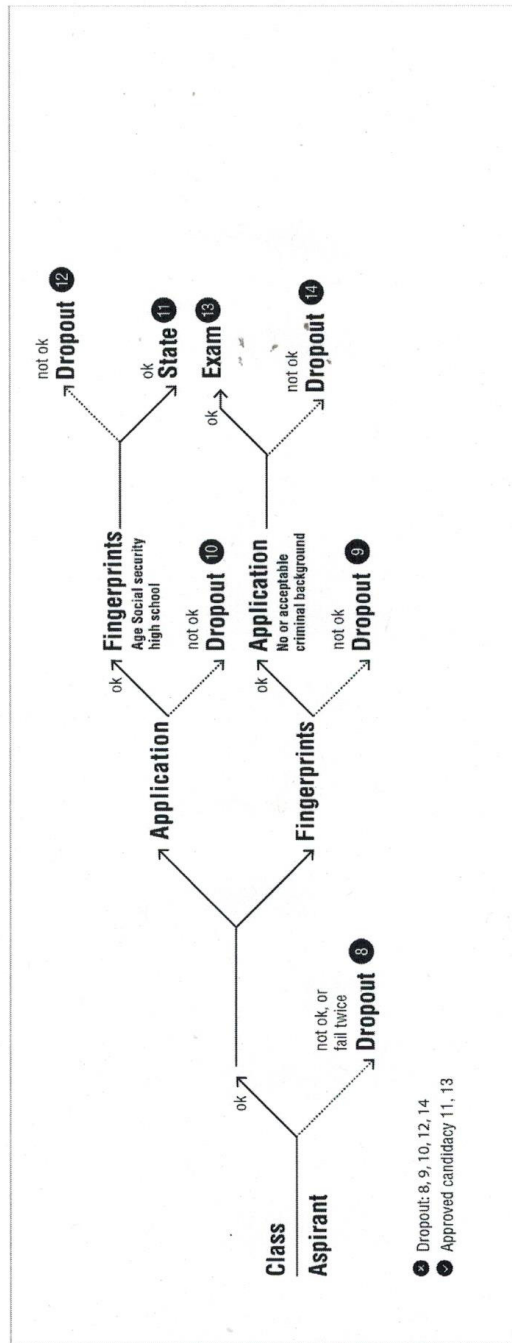 Class
Aspirant
ok
not ok, or
fail twice
Dropout 8
Application
ok
Fingerprints
Age Social security
high school
not ok
Dropout 10
not ok
Dropout 12
ok
State 11
Fingerprints
ok
Application
No or acceptable
criminal background
not ok
Dropout 9
ok
Exam 13
not ok
Dropout 14
Dropout: 8, 9, 10, 12, 14
Approved candidacy 11, 13